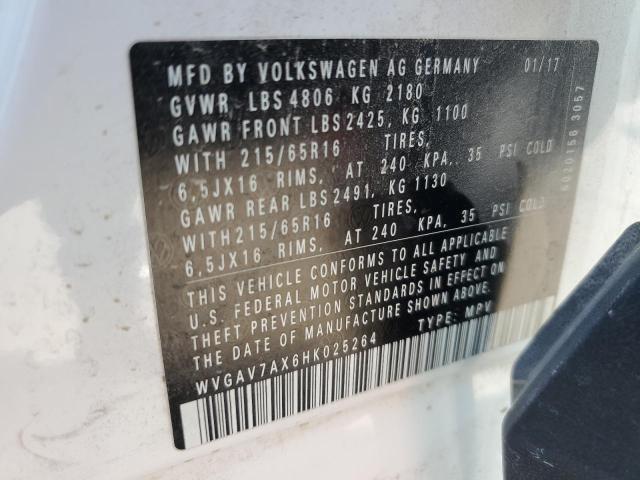 MFD BY VOLKSWAGEN AG GERMANY 01/17
GVWR LBS 4806 KG 2180
GAWR FRONT LBS 2425, KG 1100
WITH 215/65R16 TIRES,
6,5JX16 RIMS, AT 240 KPA, 35 PSI COLD
GAWR REAR LBS 2491, KG 1130
WITH 215/65R16 TIRES,
6,5JX16 RIMS, AT 240 KPA, 35 PSI COLD
THIS VEHICLE CONFORMS TO ALL APPLICABLE
U.S. FEDERAL MOTOR VEHICLE SAFETY AND
THEFT PREVENTION STANDARDS IN EFFECT ON
THE DATE OF MANUFACTURE SHOWN ABOVE.
WVGAV7AX6HK025264 TYPE: MPV
6Q20156 3057